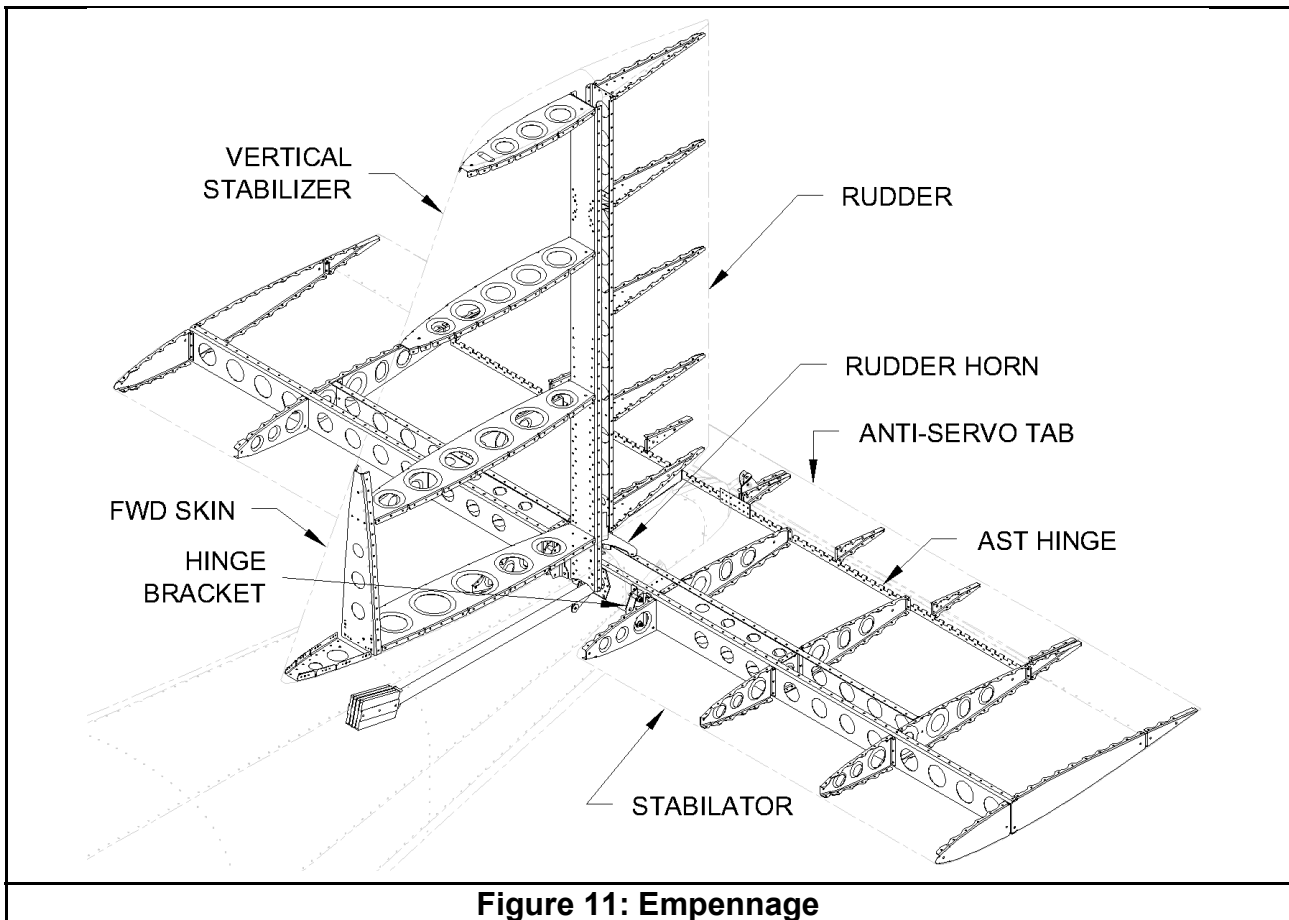 VERTICAL
STABILIZER
RUDDER
RUDDER HORN
ANTI-SERVO TAB
FWD SKIN
AST HINGE
HINGE
BRACKET
STABILATOR
Figure 11: Empennage